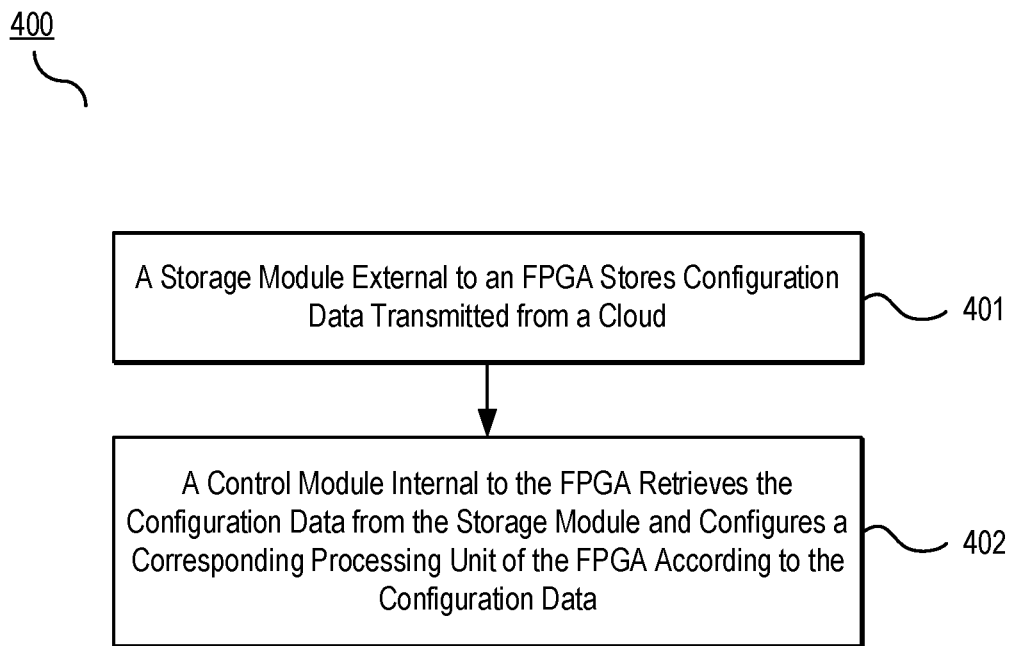 400
A Storage Module External to an FPGA Stores Configuration
Data Transmitted from a Cloud
401
A Control Module Internal to the FPGA Retrieves the
Configuration Data from the Storage Module and Configures a
Corresponding Processing Unit of the FPGA According to the
Configuration Data
402